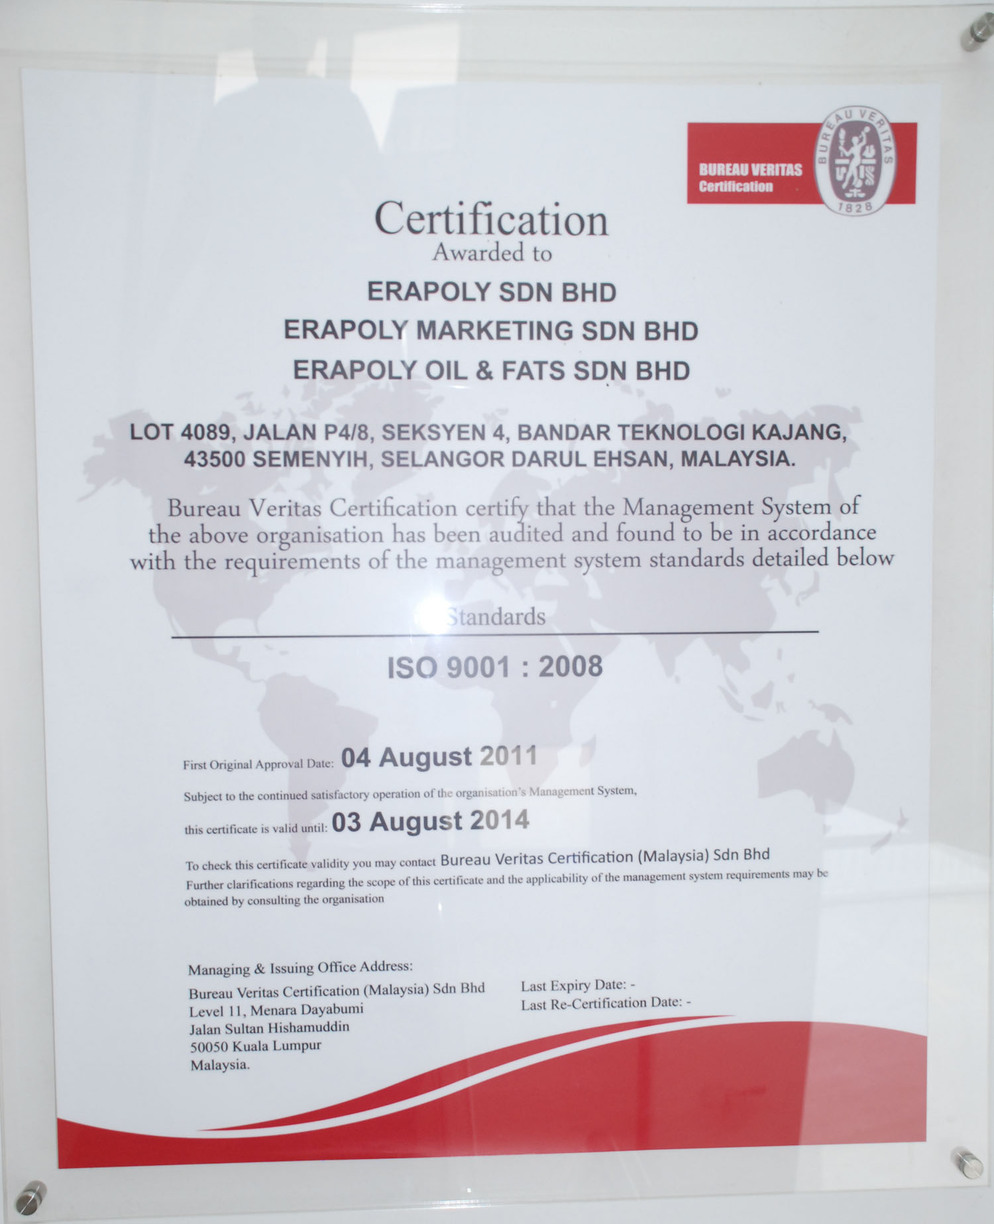 BUREAU VERITAS
Certification
BUREAU VERITAS
1828
Certification
Awarded to
ERAPOLY SDN BHD
ERAPOLY MARKETING SDN BHD
ERAPOLY OIL & FATS SDN BHD
LOT 4089, JALAN P4/8, SEKSYEN 4, BANDAR TEKNOLOGI KAJANG,
43500 SEMENYIH, SELANGOR DARUL EHSAN, MALAYSIA.
Bureau Veritas Certification certify that the Management System of
the above organisation has been audited and found to be in accordance
with the requirements of the management system standards detailed below
Standards
ISO 9001 : 2008
First Original Approval Date: 04 August 2011
Subject to the continued satisfactory operation of the organisation's Management System,
this certificate is valid until: 03 August 2014
To check this certificate validity you may contact Bureau Veritas Certification (Malaysia) Sdn Bhd
Further clarifications regarding the scope of this certificate and the applicability of the management system requirements may be
obtained by consulting the organisation
Managing & Issuing Office Address:
Bureau Veritas Certification (Malaysia) Sdn Bhd
Level 11, Menara Dayabumi
Jalan Sultan Hishamuddin
50050 Kuala Lumpur
Malaysia.
Last Expiry Date: -
Last Re-Certification Date: -